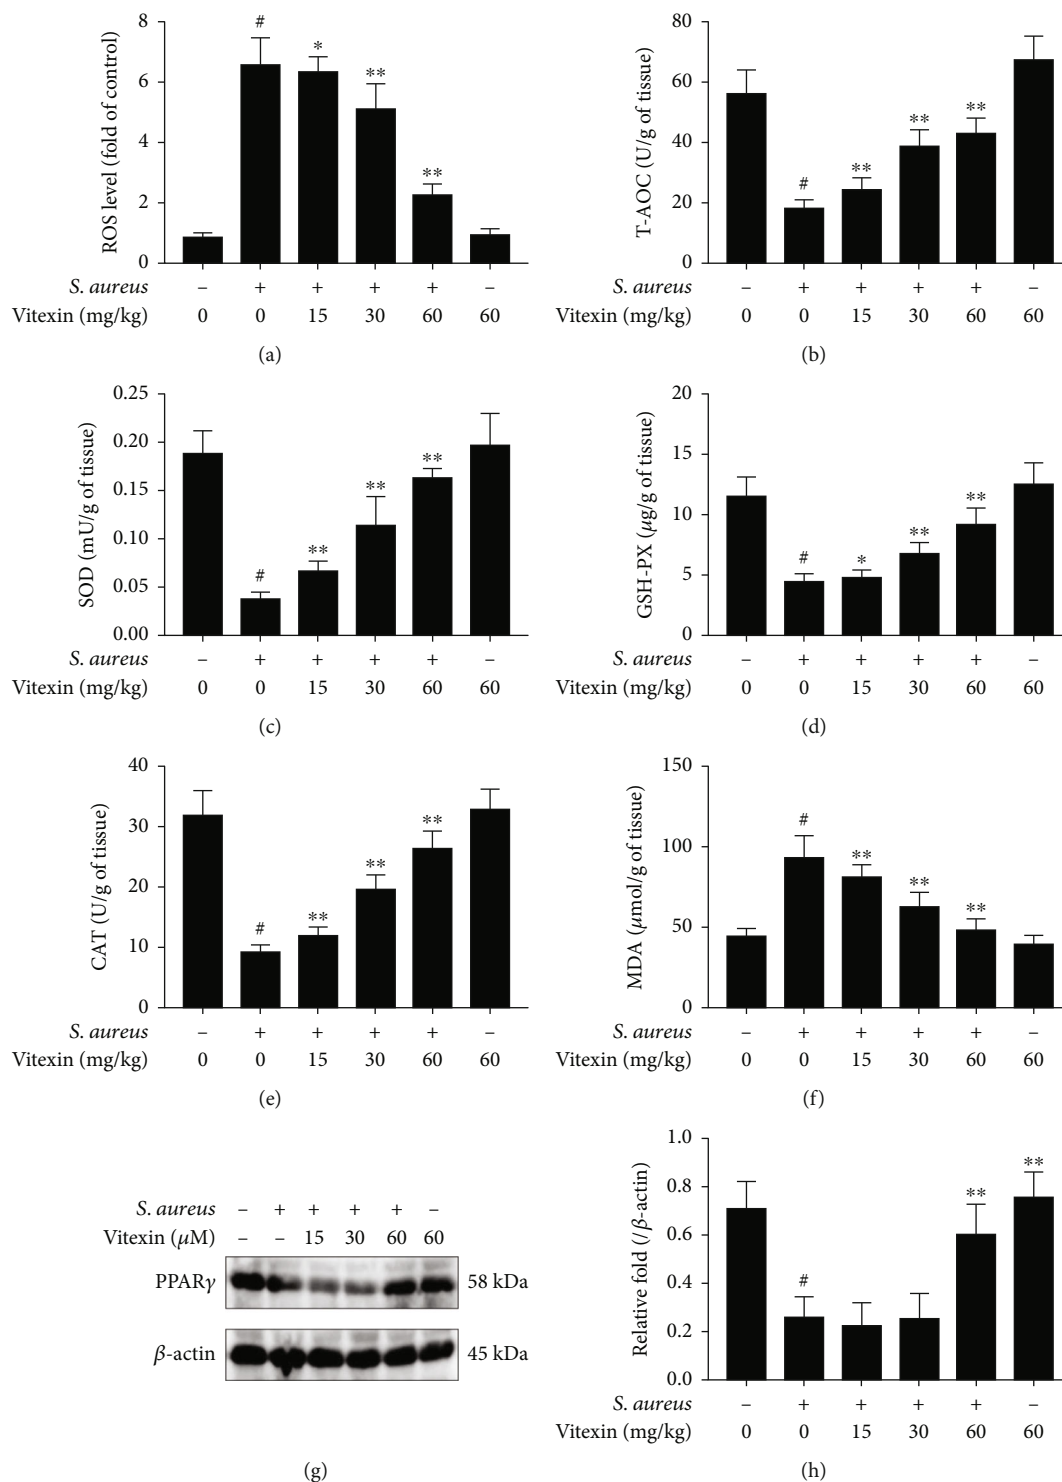 8
6
4
2
0
ROS level (fold of control)
#
*
**
**
S. aureus – + + + + –
Vitexin (mg/kg) 0 0 15 30 60 60
(a)
80
60
40
20
0
T-AOC (U/g of tissue)
#
**
**
**
S. aureus – + + + + –
Vitexin (mg/kg) 0 0 15 30 60 60
(b)
0.25
0.20
0.15
0.10
0.05
0.00
SOD (mU/g of tissue)
#
**
**
**
S. aureus – + + + + –
Vitexin (mg/kg) 0 0 15 30 60 60
(c)
20
15
10
5
0
GSH-PX (μg/g of tissue)
#
*
**
**
S. aureus – + + + + –
Vitexin (mg/kg) 0 0 15 30 60 60
(d)
40
30
20
10
0
CAT (U/g of tissue)
#
**
**
**
S. aureus – + + + + –
Vitexin (mg/kg) 0 0 15 30 60 60
(e)
150
100
50
0
MDA (μmol/g of tissue)
#
**
**
**
S. aureus – + + + + –
Vitexin (mg/kg) 0 0 15 30 60 60
(f)
S. aureus – + + + + –
Vitexin (μM) – – 15 30 60 60
PPARγ 58 kDa
β-actin 45 kDa
(g)
1.0
0.8
0.6
0.4
0.2
0.0
Relative fold (/β-actin)
#
**
**
S. aureus – + + + + –
Vitexin (mg/kg) 0 0 15 30 60 60
(h)